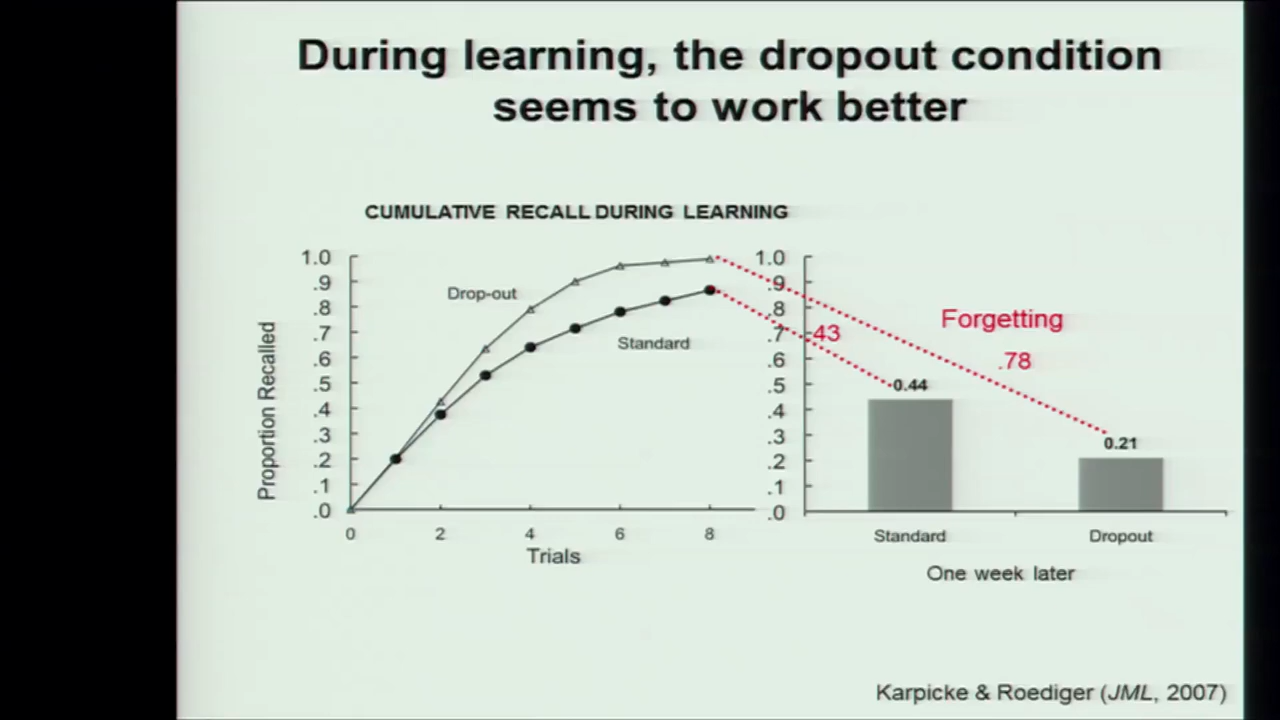 During learning, the dropout condition
seems to work better
CUMULATIVE RECALL DURING LEARNING
Proportion Recalled
1.0
.9
.8
.7
.6
.5
.4
.3
.2
.1
.0
Drop-out
Standard
0 2 4 6 8
Trials
1.0
.9
.8
.7
.6
.5
.4
.3
.2
.1
.0
Forgetting
.43
.78
0.44
0.21
Standard Dropout
One week later
Karpicke & Roediger (JML, 2007)